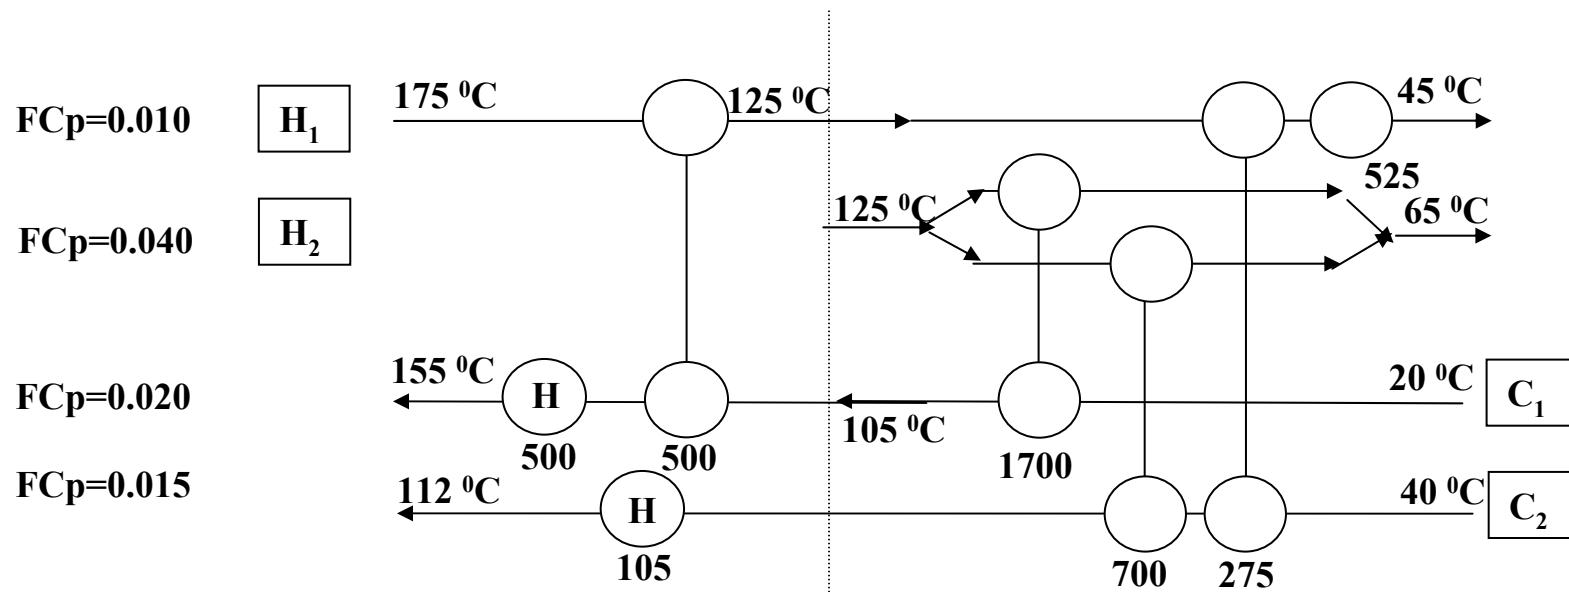 FCp=0.010 H₁ 175 ⁰C 125 ⁰C 45 ⁰C
525
FCp=0.040 H₂ 125 ⁰C 65 ⁰C
FCp=0.020 155 ⁰C H 105 ⁰C 20 ⁰C C₁
500 500 1700
FCp=0.015 112 ⁰C H 40 ⁰C C₂
105 700 275